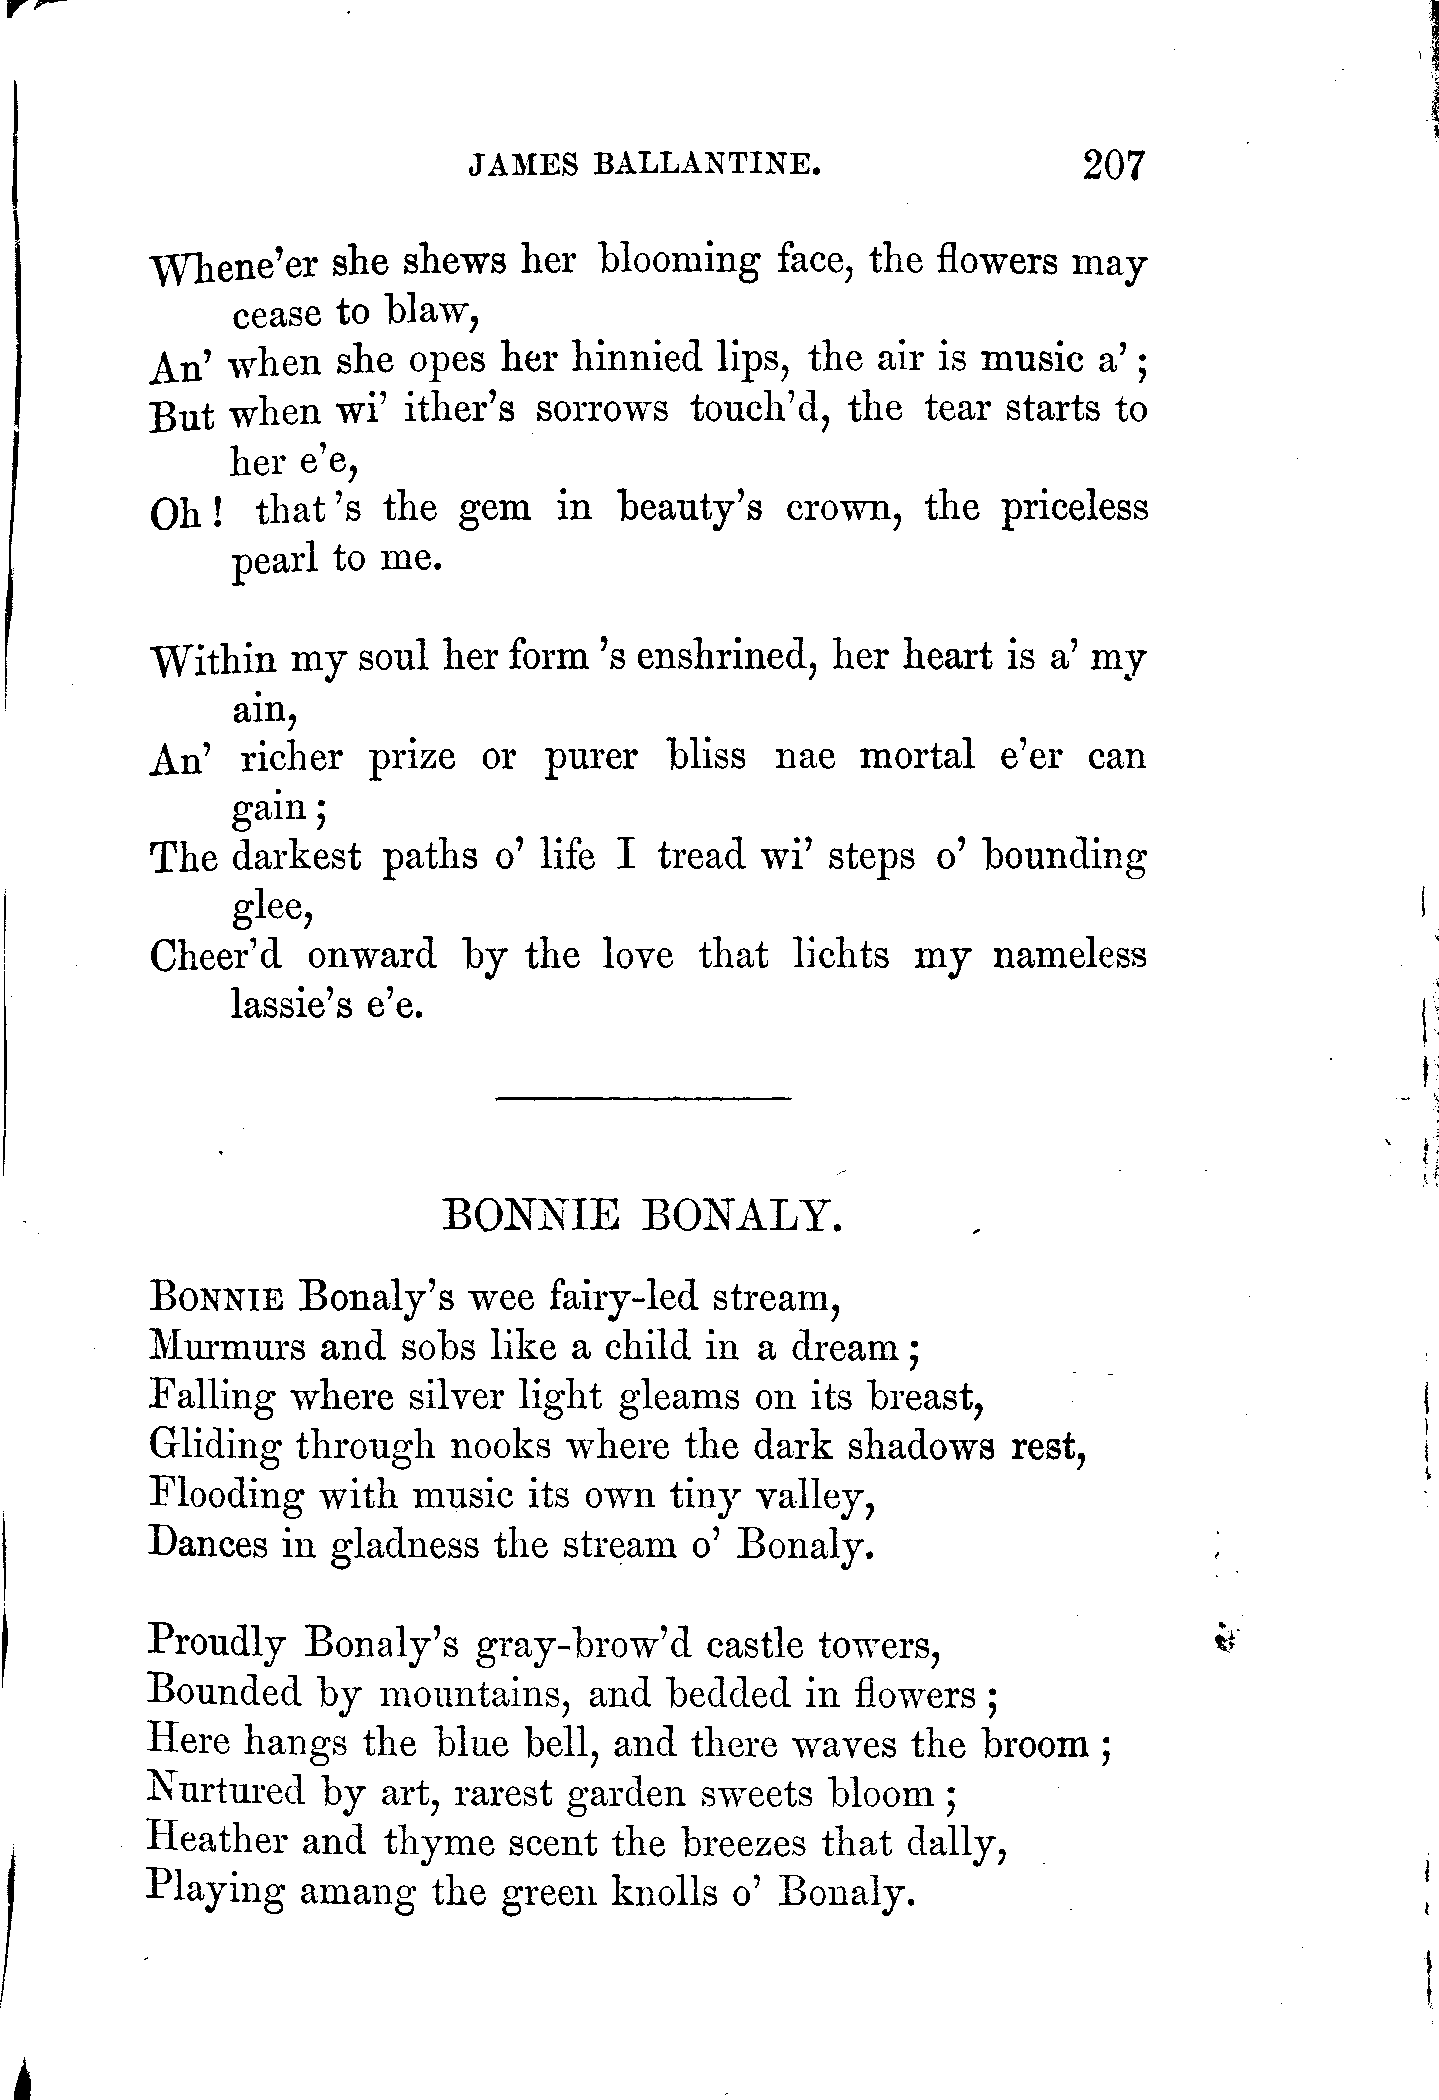 JAMES BALLANTINE. 207
Whene'er she shews her blooming face, the flowers may
cease to blaw,
An' when she opes her hinnied lips, the air is music a' ;
But when wi' ither's sorrows touch'd, the tear starts to
her e'e,
Oh ! that 's the gem in beauty's crown, the priceless
pearl to me.
Within my soul her form 's enshrined, her heart is a' my
ain,
An' richer prize or purer bliss nae mortal e'er can
gain ;
The darkest paths o' life I tread wi' steps o' bounding
glee,
Cheer'd onward by the love that lichts my nameless
lassie's e'e.
BONNIE BONALY.
BONNIE Bonaly's wee fairy-led stream,
Murmurs and sobs like a child in a dream ;
Falling where silver light gleams on its breast,
Gliding through nooks where the dark shadows rest,
Flooding with music its own tiny valley,
Dances in gladness the stream o' Bonaly.
Proudly Bonaly's gray-brow'd castle towers,
Bounded by mountains, and bedded in flowers ;
Here hangs the blue bell, and there waves the broom ;
Nurtured by art, rarest garden sweets bloom ;
Heather and thyme scent the breezes that dally,
Playing amang the green knolls o' Bonaly.